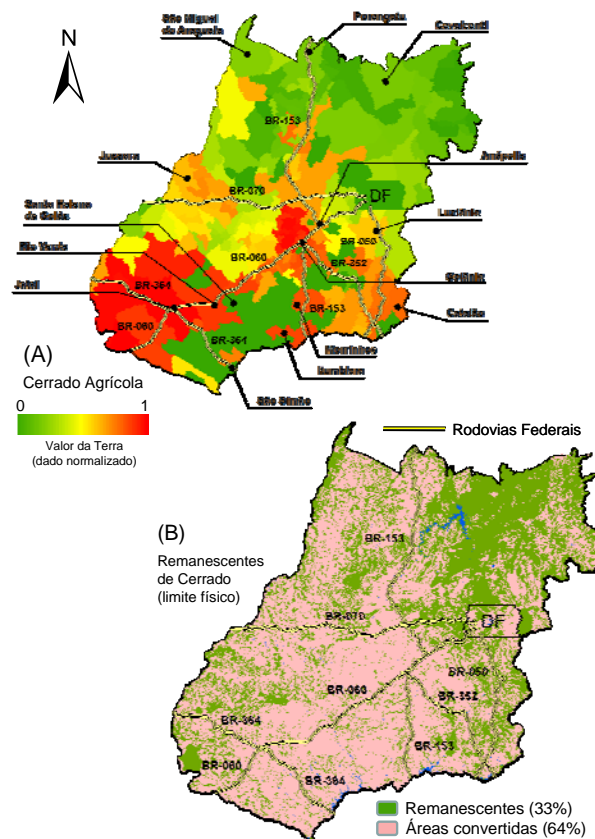 São Miguel
do Araguaia
Porangatu
Cavalcanti
N
BR-153
Jussara
Anápolis
BR-070
DF
Santa Helena
de Goiás
Luziânia
BR-050
Rio Verde
BR-060
BR-352
Goiânia
Jataí
BR-364
BR-153
Catalão
BR-060
BR-364
(A)
Morrinhos
Cerrado Agrícola
Itumbiara
0 1
São Simão
Valor da Terra
(dado normalizado)
Rodovias Federais
(B)
BR-153
Remanescentes
de Cerrado
(limite físico)
BR-070
DF
BR-050
BR-060
BR-352
BR-364
BR-153
BR-060
BR-364
Remanescentes (33%)
Áreas convertidas (64%)